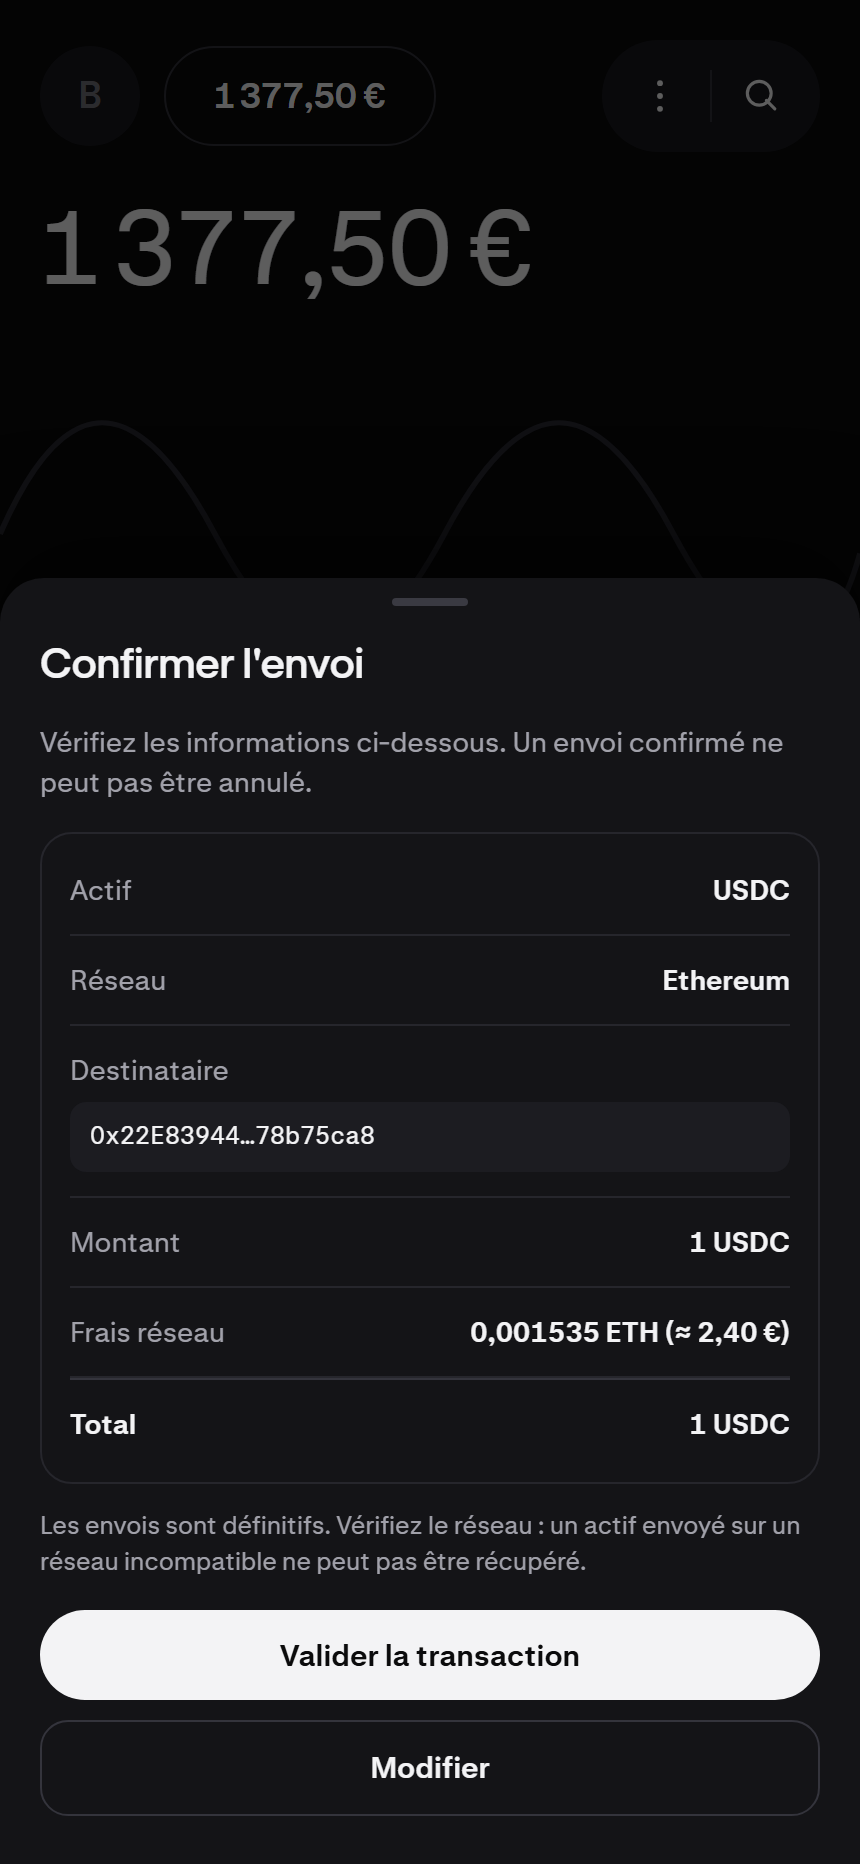 B
1 377,50 €
1 377,50 €
Confirmer l'envoi
Vérifiez les informations ci-dessous. Un envoi confirmé ne
peut pas être annulé.
Actif USDC
Réseau Ethereum
Destinataire
0x22E83944…78b75ca8
Montant 1 USDC
Frais réseau 0,001535 ETH (≈ 2,40 €)
Total 1 USDC
Les envois sont définitifs. Vérifiez le réseau : un actif envoyé sur un
réseau incompatible ne peut pas être récupéré.
Valider la transaction
Modifier